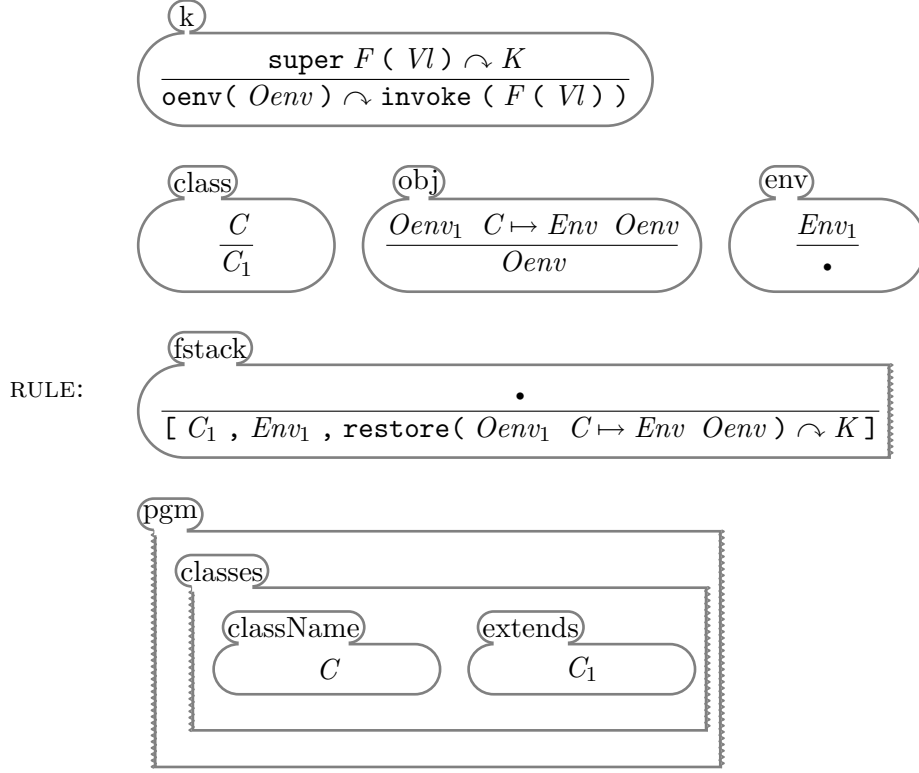 k
super F ( Vl ) ↷ K
oenv( Oenv ) ↷ invoke ( F ( Vl ) )
class obj env
C Oenv₁ C ↦ Env Oenv Env₁
C₁ Oenv •
fstack
RULE: •
[ C₁ , Env₁ , restore( Oenv₁ C ↦ Env Oenv ) ↷ K ]
pgm
classes
className extends
C C₁